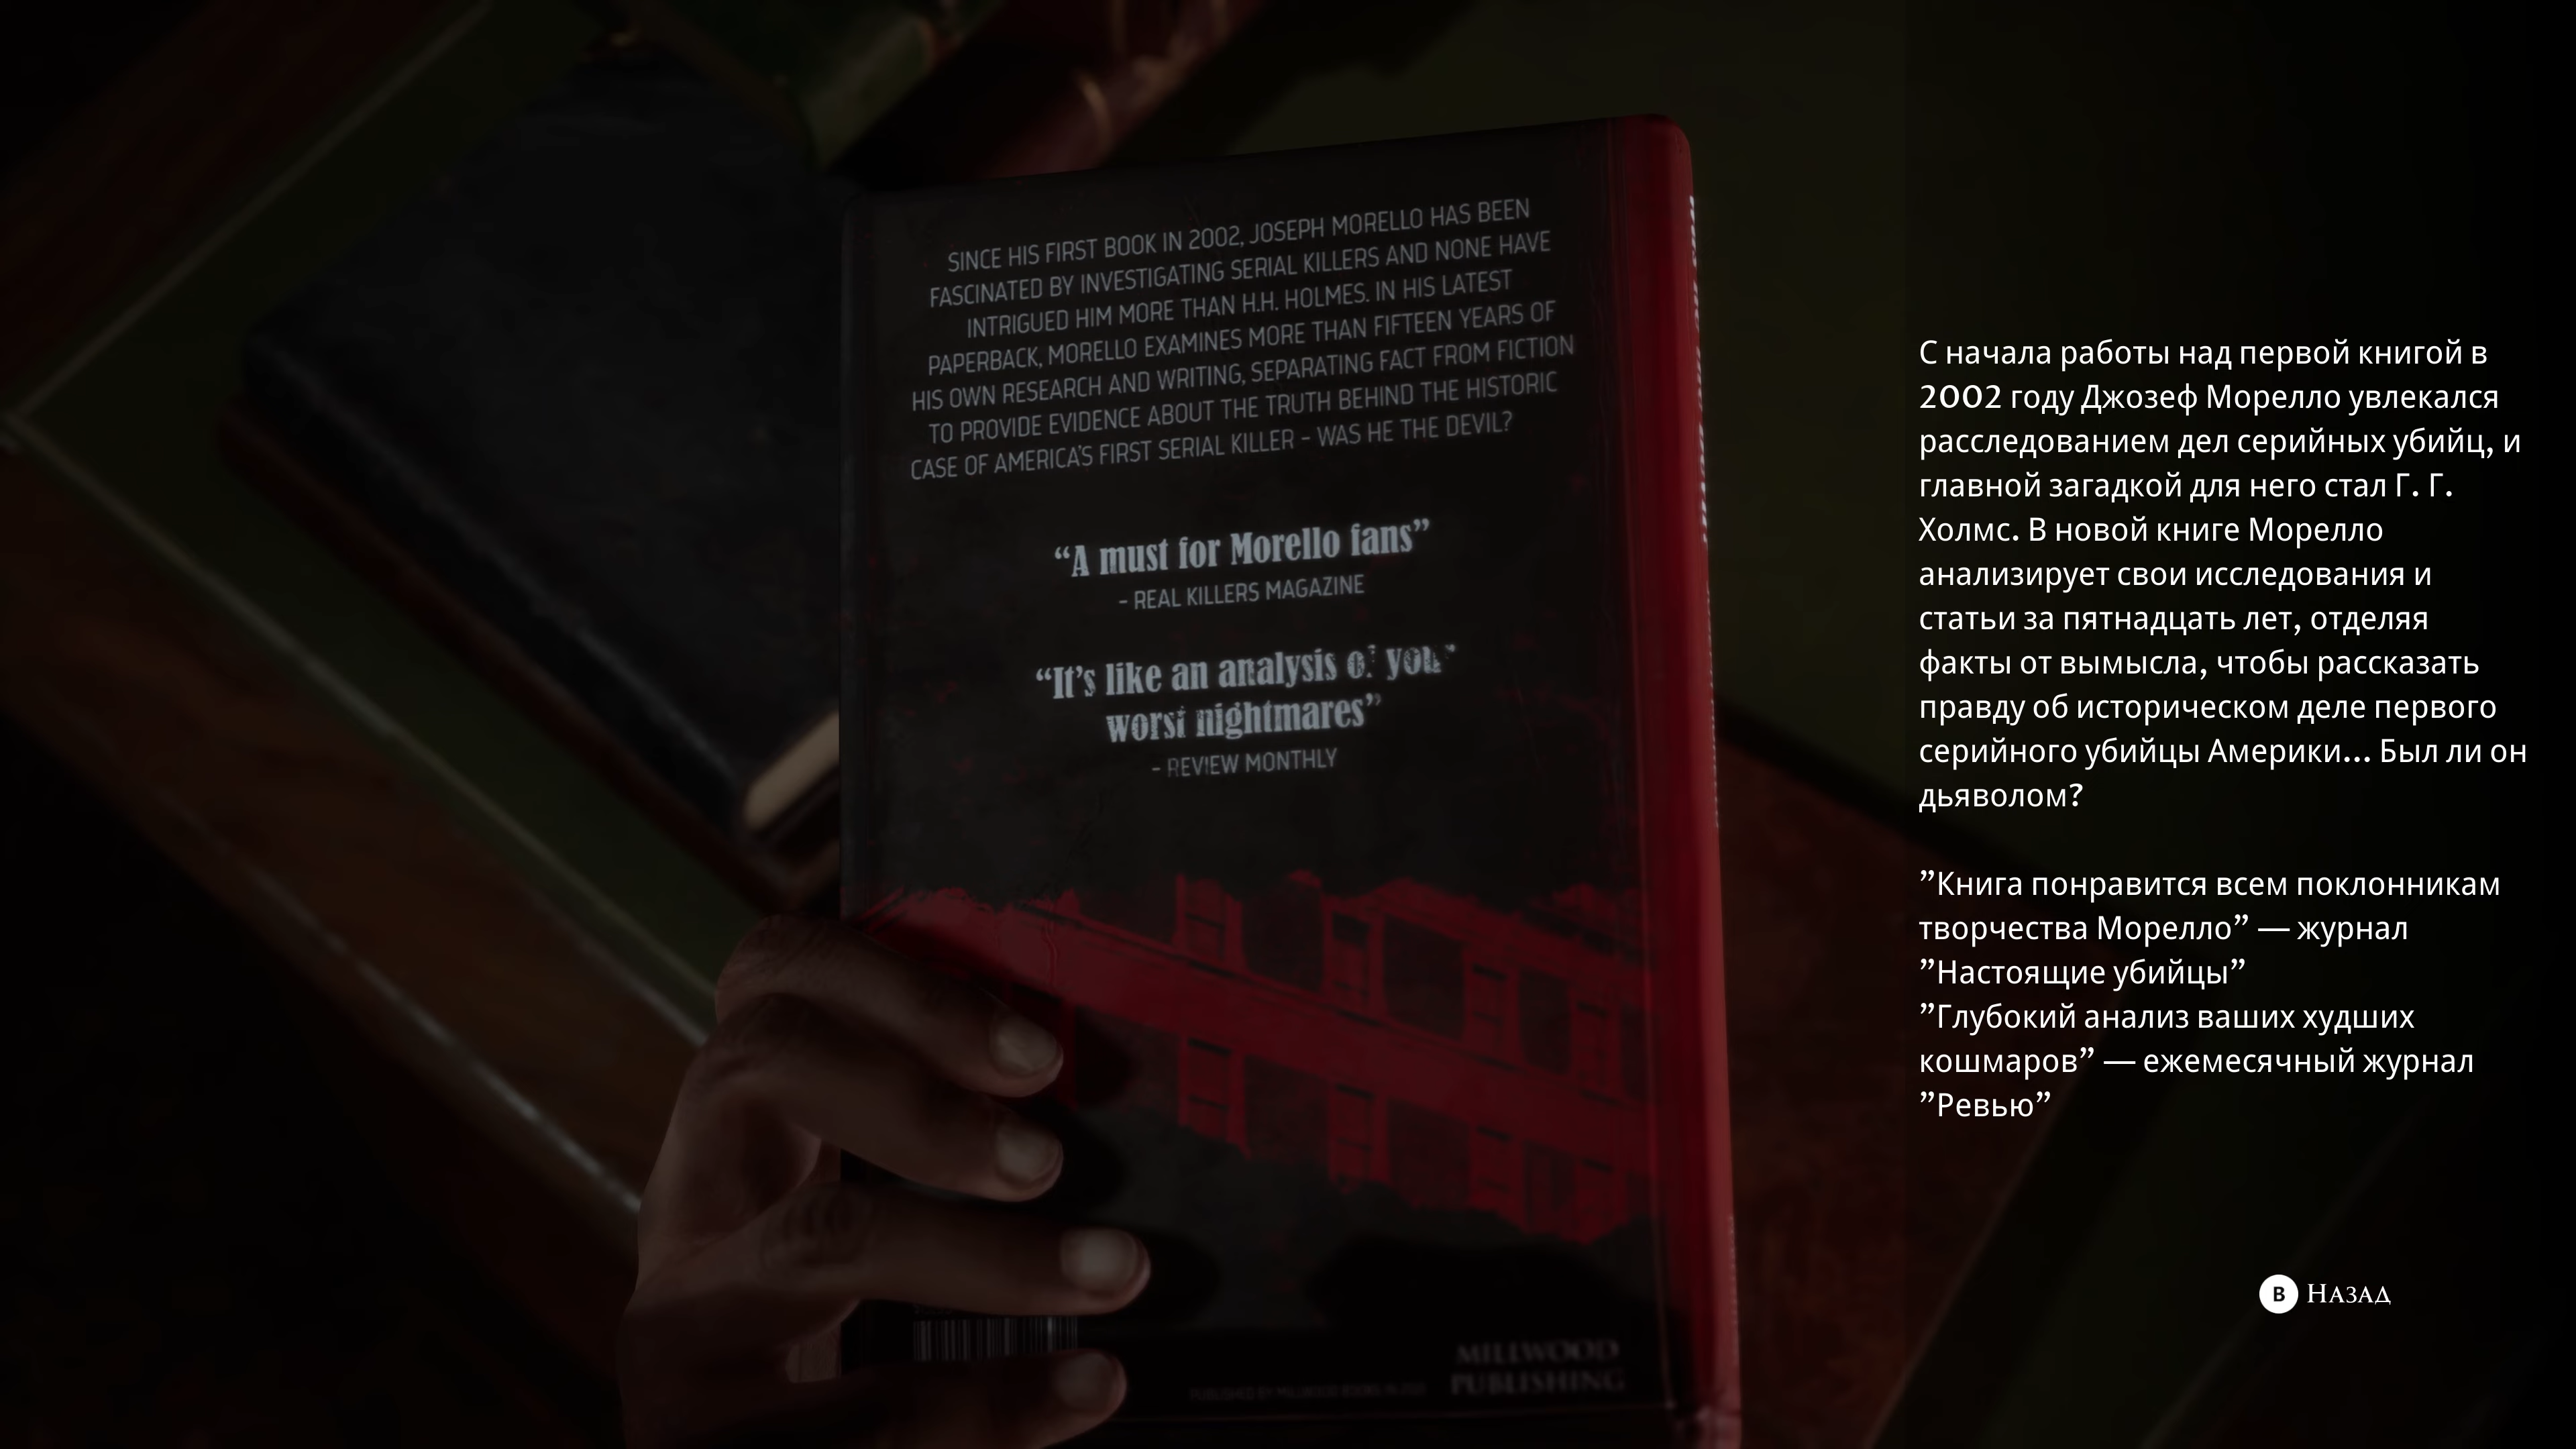 SINCE HIS FIRST BOOK IN 2002, JOSEPH MORELLO HAS BEEN
FASCINATED BY INVESTIGATING SERIAL KILLERS AND NONE HAVE
INTRIGUED HIM MORE THAN H.H. HOLMES. IN HIS LATEST
PAPERBACK, MORELLO EXAMINES MORE THAN FIFTEEN YEARS OF
HIS OWN RESEARCH AND WRITING, SEPARATING FACT FROM FICTION
TO PROVIDE EVIDENCE ABOUT THE TRUTH BEHIND THE HISTORIC
CASE OF AMERICA'S FIRST SERIAL KILLER – WAS HE THE DEVIL?
“A must for Morello fans”
– REAL KILLERS MAGAZINE
“It's like an analysis of your
worst nightmares”
– REVIEW MONTHLY
MILLWOOD
PUBLISHING
С начала работы над первой книгой в
2002 году Джозеф Морелло увлекался
расследованием дел серийных убийц, и
главной загадкой для него стал Г. Г.
Холмс. В новой книге Морелло
анализирует свои исследования и
статьи за пятнадцать лет, отделяя
факты от вымысла, чтобы рассказать
правду об историческом деле первого
серийного убийцы Америки... Был ли он
дьяволом?
”Книга понравится всем поклонникам
творчества Морелло” — журнал
”Настоящие убийцы”
”Глубокий анализ ваших худших
кошмаров” — ежемесячный журнал
”Ревью”
B Назад